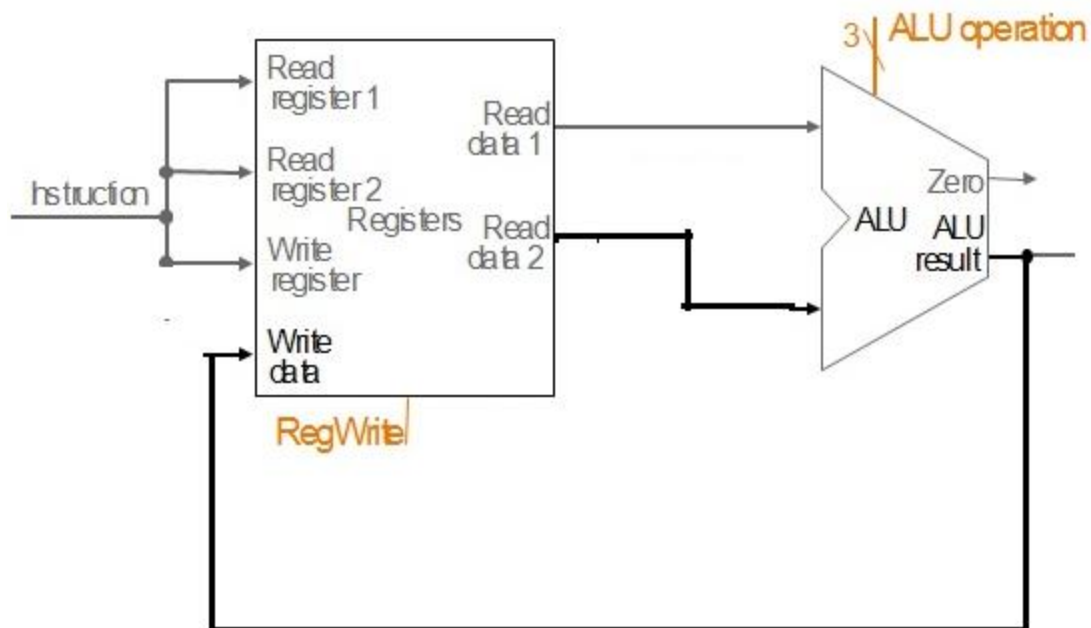 3
ALU operation
Read
register 1
Read
data 1
Read
register 2
hstruction
Registers
Read
data 2
Zero
ALU
ALU
result
Write
register
Write
data
RegWrite